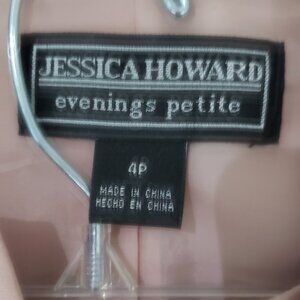 JESSICA HOWARD
evenings petite
4P
MADE IN CHINA
HECHO EN CHINA